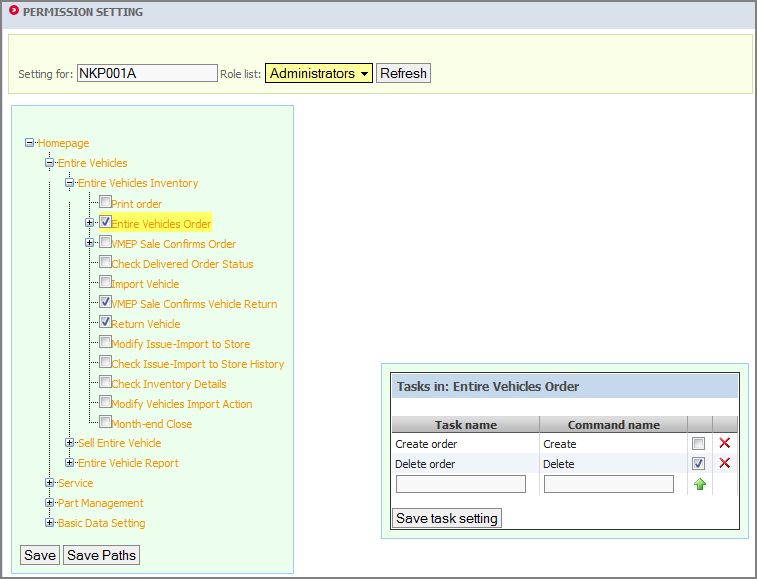 PERMISSION SETTING
Setting for: NKP001A Role list: Administrators Refresh
Homepage
Entire Vehicles
Entire Vehicles Inventory
Print order
Entire Vehicles Order
VMEP Sale Confirms Order
Check Delivered Order Status
Import Vehicle
VMEP Sale Confirms Vehicle Return
Return Vehicle
Modify Issue-Import to Store
Check Issue-Import to Store History
Check Inventory Details
Modify Vehicles Import Action
Month-end Close
Sell Entire Vehicle
Entire Vehicle Report
Service
Part Management
Basic Data Setting
Save Save Paths
Tasks in: Entire Vehicles Order
Task name Command name
Create order Create
Delete order Delete
Save task setting